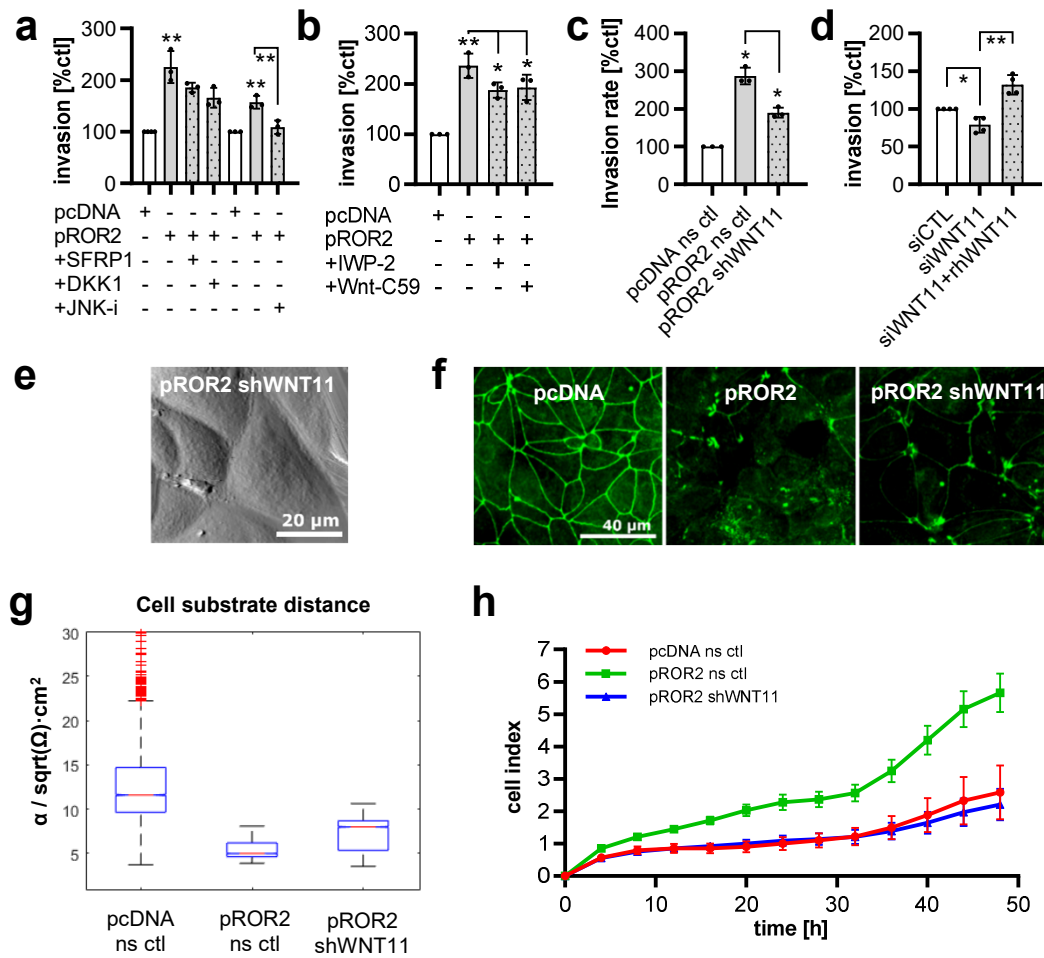 a
invasion [%ctl]
300
200
100
0
**
**
**
pcDNA + - - - + - -
pROR2 - + + + - + +
+SFRP1 - - + - - - -
+DKK1 - - - + - - -
+JNK-i - - - - - - +
b
invasion [%ctl]
300
200
100
0
**
*
*
pcDNA + - - -
pROR2 - + + +
+IWP-2 - - + -
+Wnt-C59 - - - +
c
Invasion rate [%ctl]
400
300
200
100
0
*
*
pcDNA ns ctl
pROR2 ns ctl
pROR2 shWNT11
d
invasion [%ctl]
200
150
100
50
0
*
**
siCTL
siWNT11
siWNT11+rhWNT11
e
pROR2 shWNT11
20 µm
f
pcDNA
40 µm
pROR2
pROR2 shWNT11
g
Cell substrate distance
α / sqrt(Ω)·cm²
30
25
20
15
10
5
pcDNA
ns ctl
pROR2
ns ctl
pROR2
shWNT11
h
cell index
7
6
5
4
3
2
1
0
pcDNA ns ctl
pROR2 ns ctl
pROR2 shWNT11
0 10 20 30 40 50
time [h]